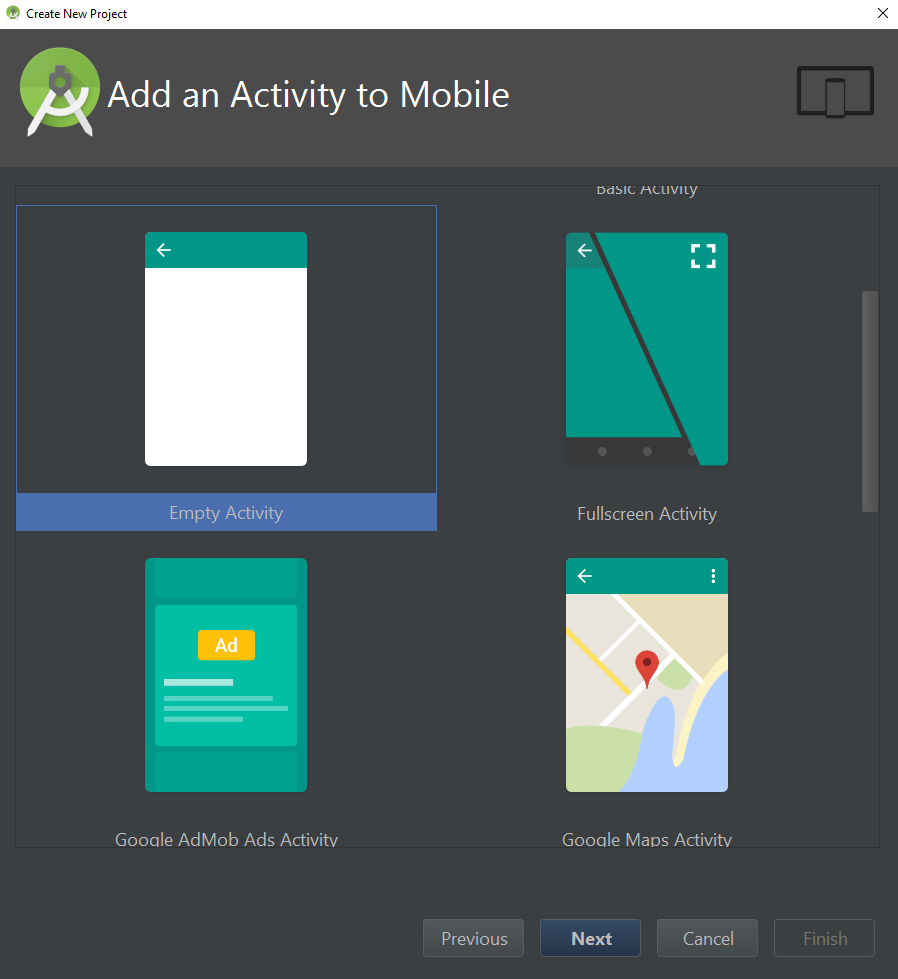 Create New Project
Add an Activity to Mobile
Basic Activity
Empty Activity
Fullscreen Activity
Ad
Google AdMob Ads Activity
Google Maps Activity
Previous
Next
Cancel
Finish